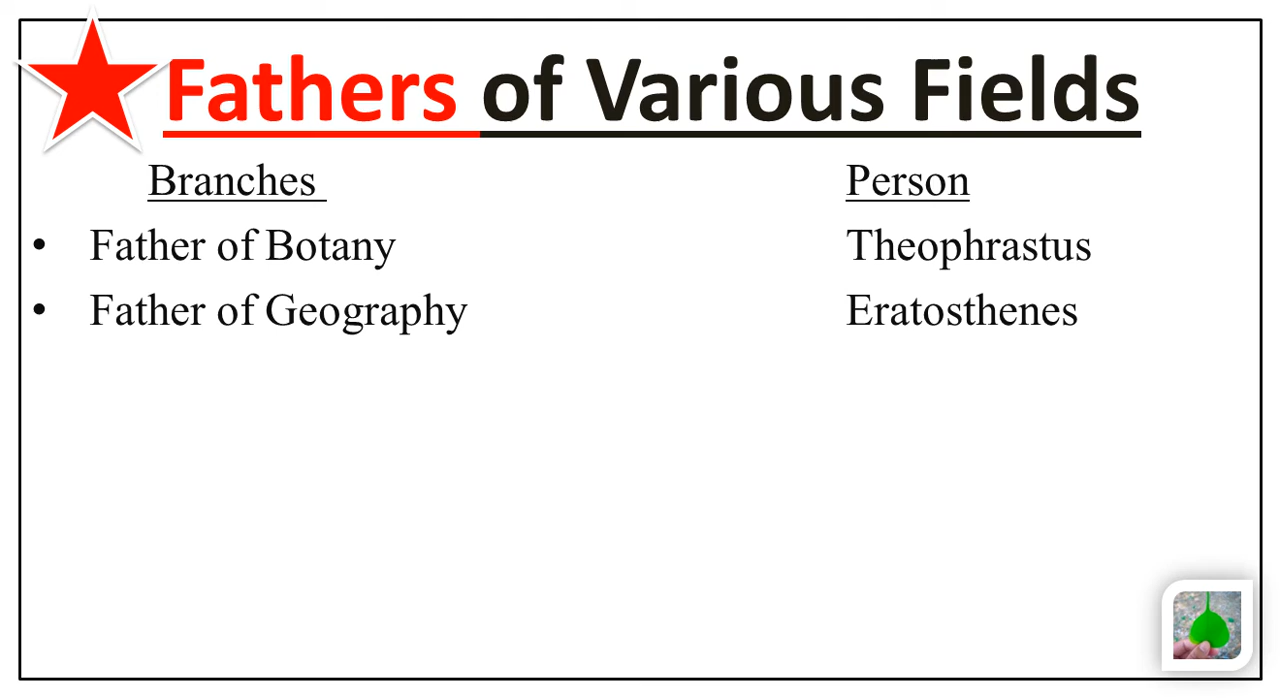 Fathers of Various Fields
Branches Person
• Father of Botany Theophrastus
• Father of Geography Eratosthenes